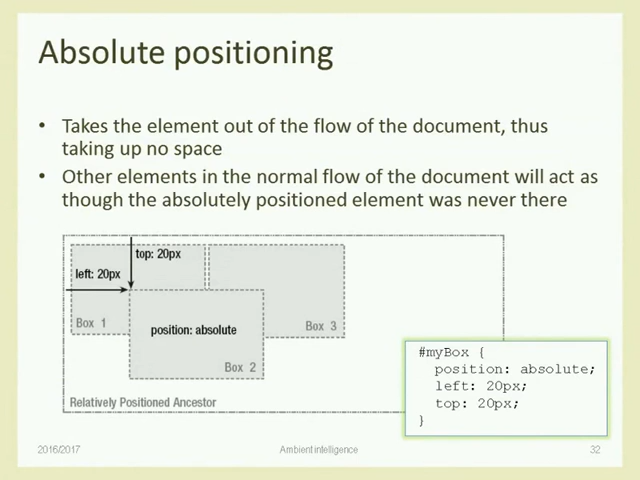 Absolute positioning
• Takes the element out of the flow of the document, thus
taking up no space
• Other elements in the normal flow of the document will act as
though the absolutely positioned element was never there
top: 20px
left: 20px
Box 1
position: absolute
Box 3
Box 2
Relatively Positioned Ancestor
#myBox {
position: absolute;
left: 20px;
top: 20px;
}
2016/2017
Ambient intelligence
32